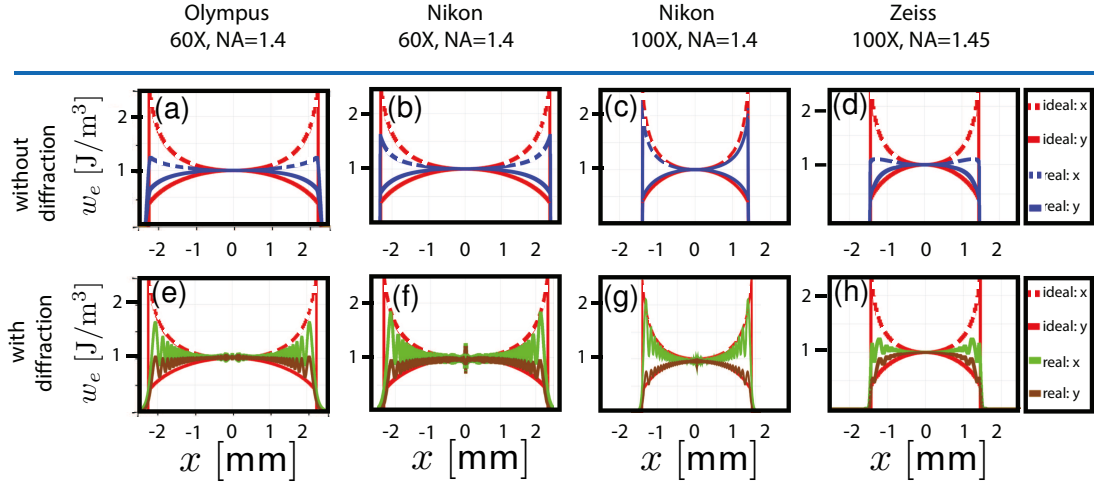 Olympus Nikon Nikon Zeiss
60X, NA=1.4 60X, NA=1.4 100X, NA=1.4 100X, NA=1.45
without diffraction
w_e [J/m^3]
2
1
(a)
-2 -1 0 1 2
2
1
(b)
-2 -1 0 1 2
2
1
(c)
-2 -1 0 1 2
2
1
(d)
-2 -1 0 1 2
ideal: x
ideal: y
real: x
real: y
with diffraction
w_e [J/m^3]
2
1
(e)
-2 -1 0 1 2
x [mm]
2
1
(f)
-2 -1 0 1 2
x [mm]
2
1
(g)
-2 -1 0 1 2
x [mm]
2
1
(h)
-2 -1 0 1 2
x [mm]
ideal: x
ideal: y
real: x
real: y